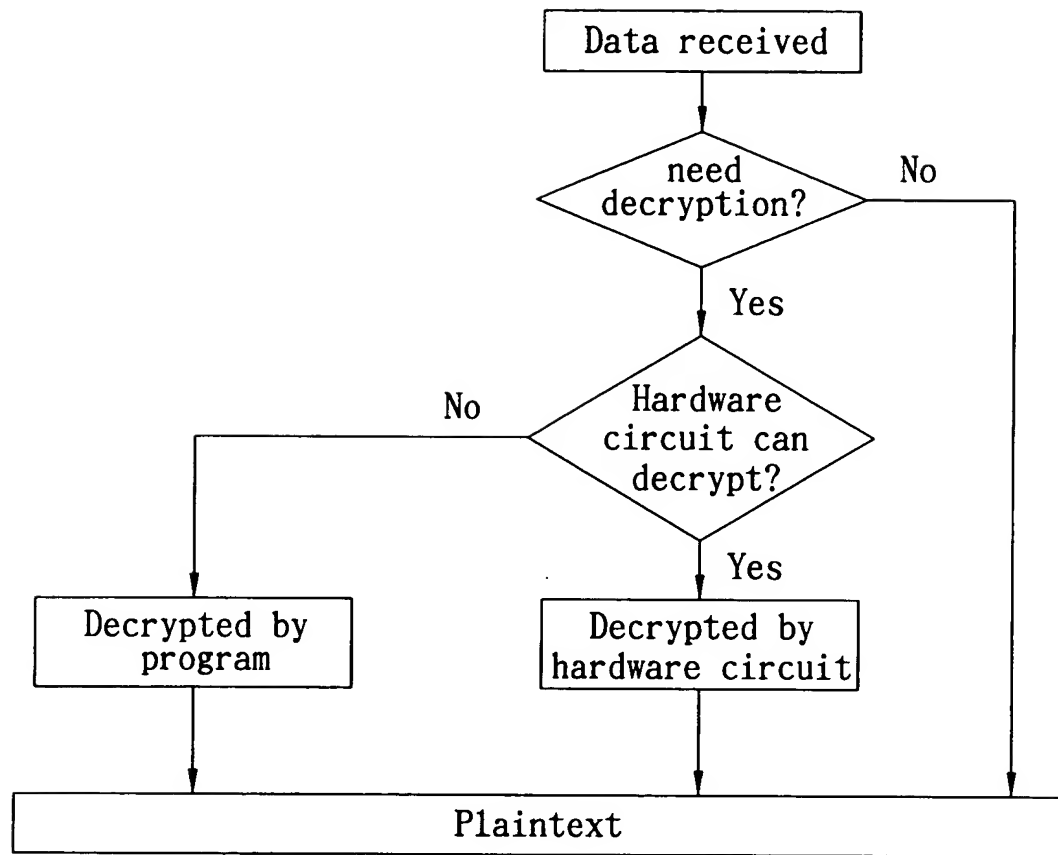 Data received
need
decryption?
No
Yes
Hardware
circuit can
decrypt?
No
Yes
Decrypted by
program
Decrypted by
hardware circuit
Plaintext